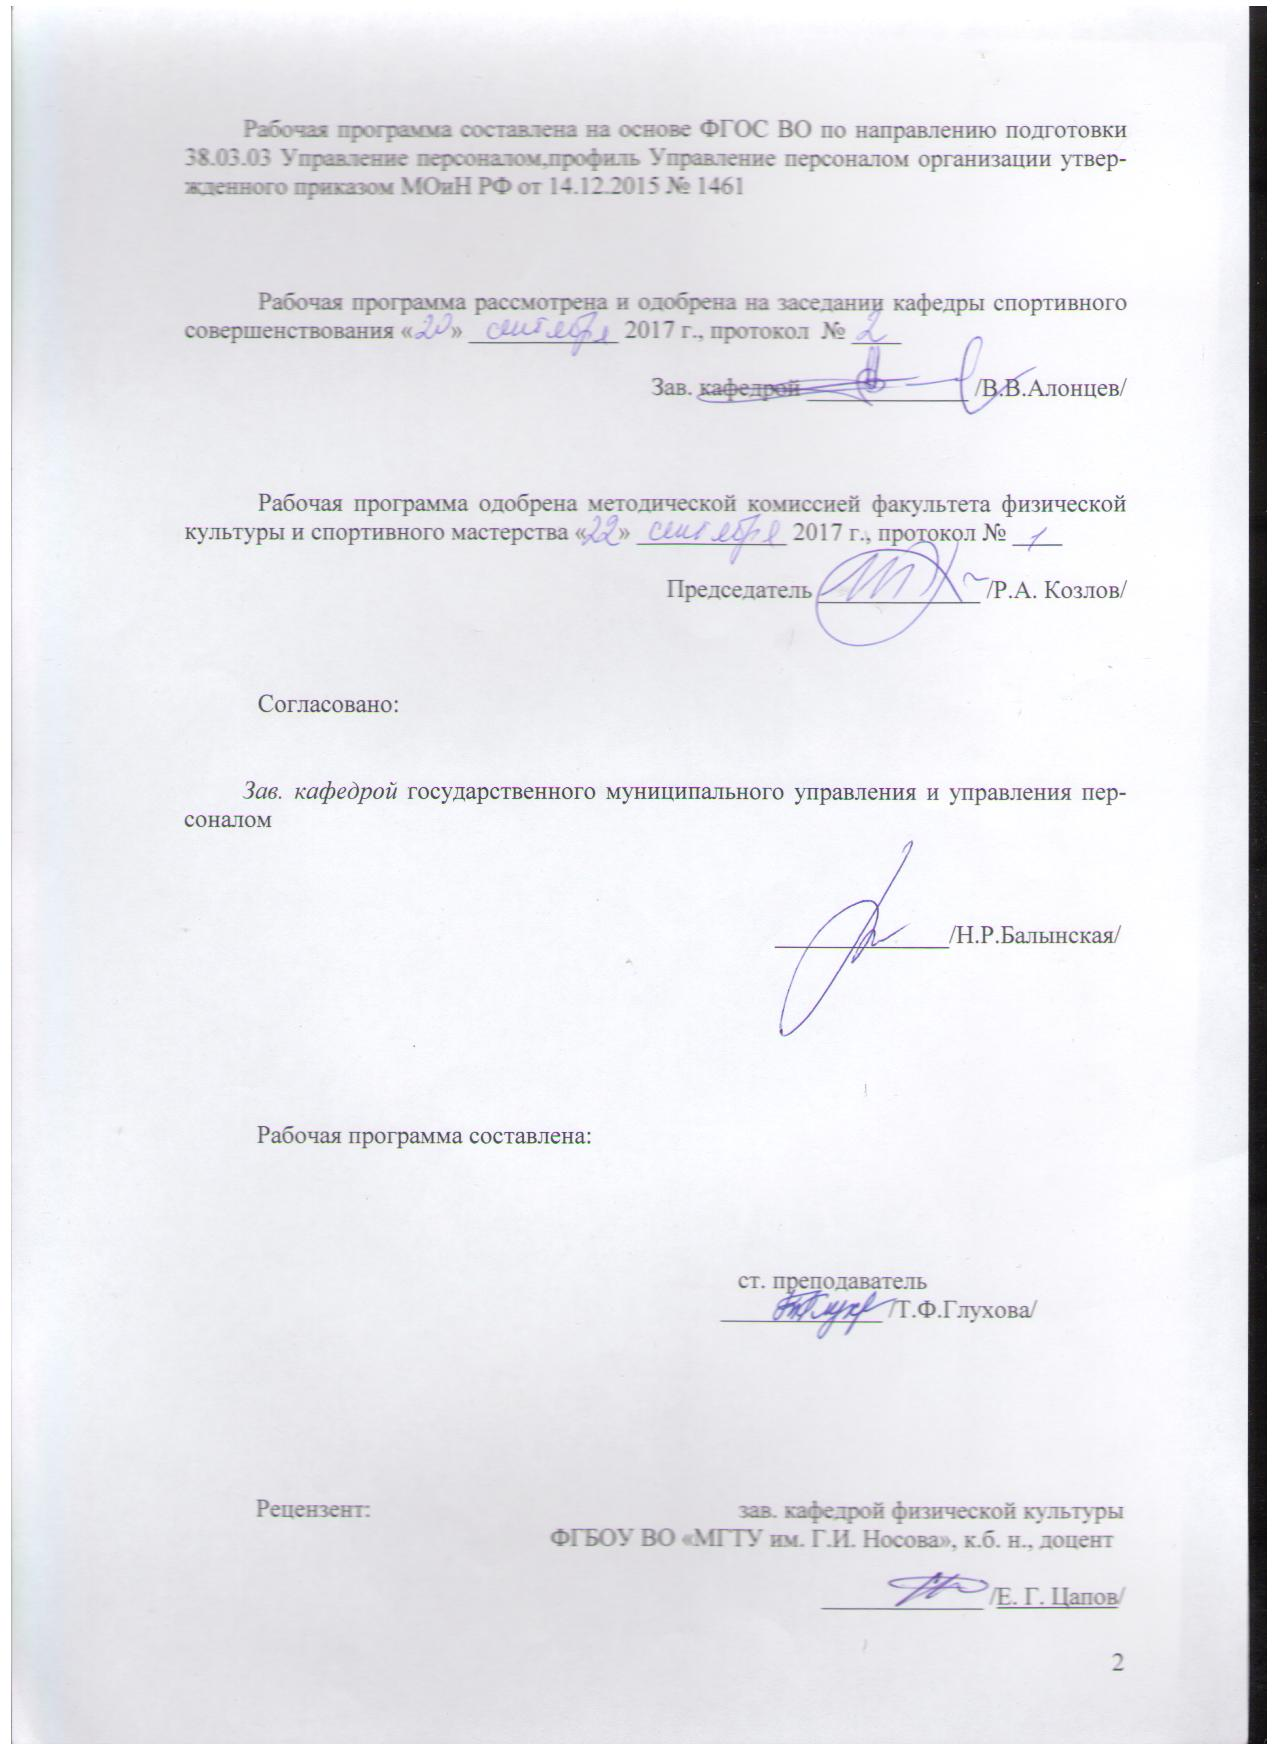 Рабочая программа составлена на основе ФГОС ВО по направлению подготовки
38.03.03 Управление персоналом,профиль Управление персоналом организации утвер-
жденного приказом МОиН РФ от 14.12.2015 № 1461
Рабочая программа рассмотрена и одобрена на заседании кафедры спортивного
совершенствования «20» сентября 2017 г., протокол № 2
Зав. кафедрой /В.В.Алонцев/
Рабочая программа одобрена методической комиссией факультета физической
культуры и спортивного мастерства «22» сентября 2017 г., протокол № 1
Председатель /Р.А. Козлов/
Согласовано:
Зав. кафедрой государственного муниципального управления и управления пер-
соналом
/Н.Р.Балынская/
Рабочая программа составлена:
ст. преподаватель
/Т.Ф.Глухова/
Рецензент: зав. кафедрой физической культуры
ФГБОУ ВО «МГТУ им. Г.И. Носова», к.б. н., доцент
/Е. Г. Цапов/
2